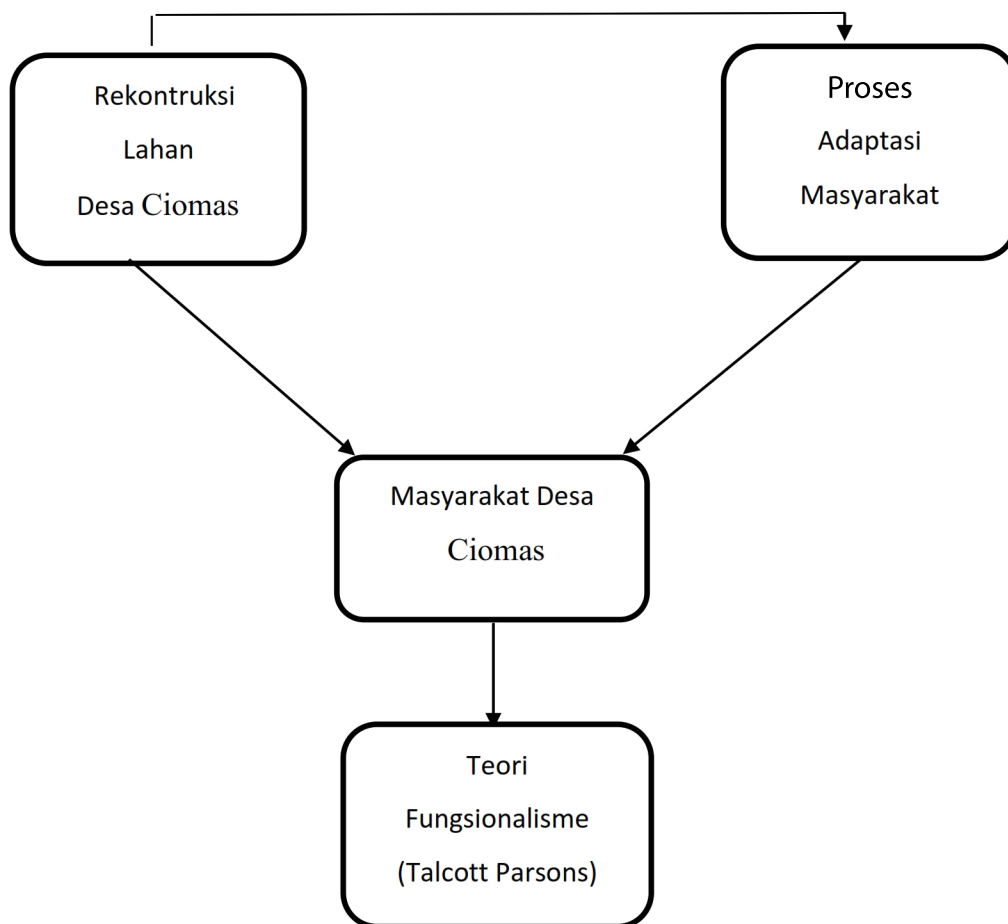 Rekontruksi
Lahan
Desa Ciomas
Proses
Adaptasi
Masyarakat
Masyarakat Desa
Ciomas
Teori
Fungsionalisme
(Talcott Parsons)